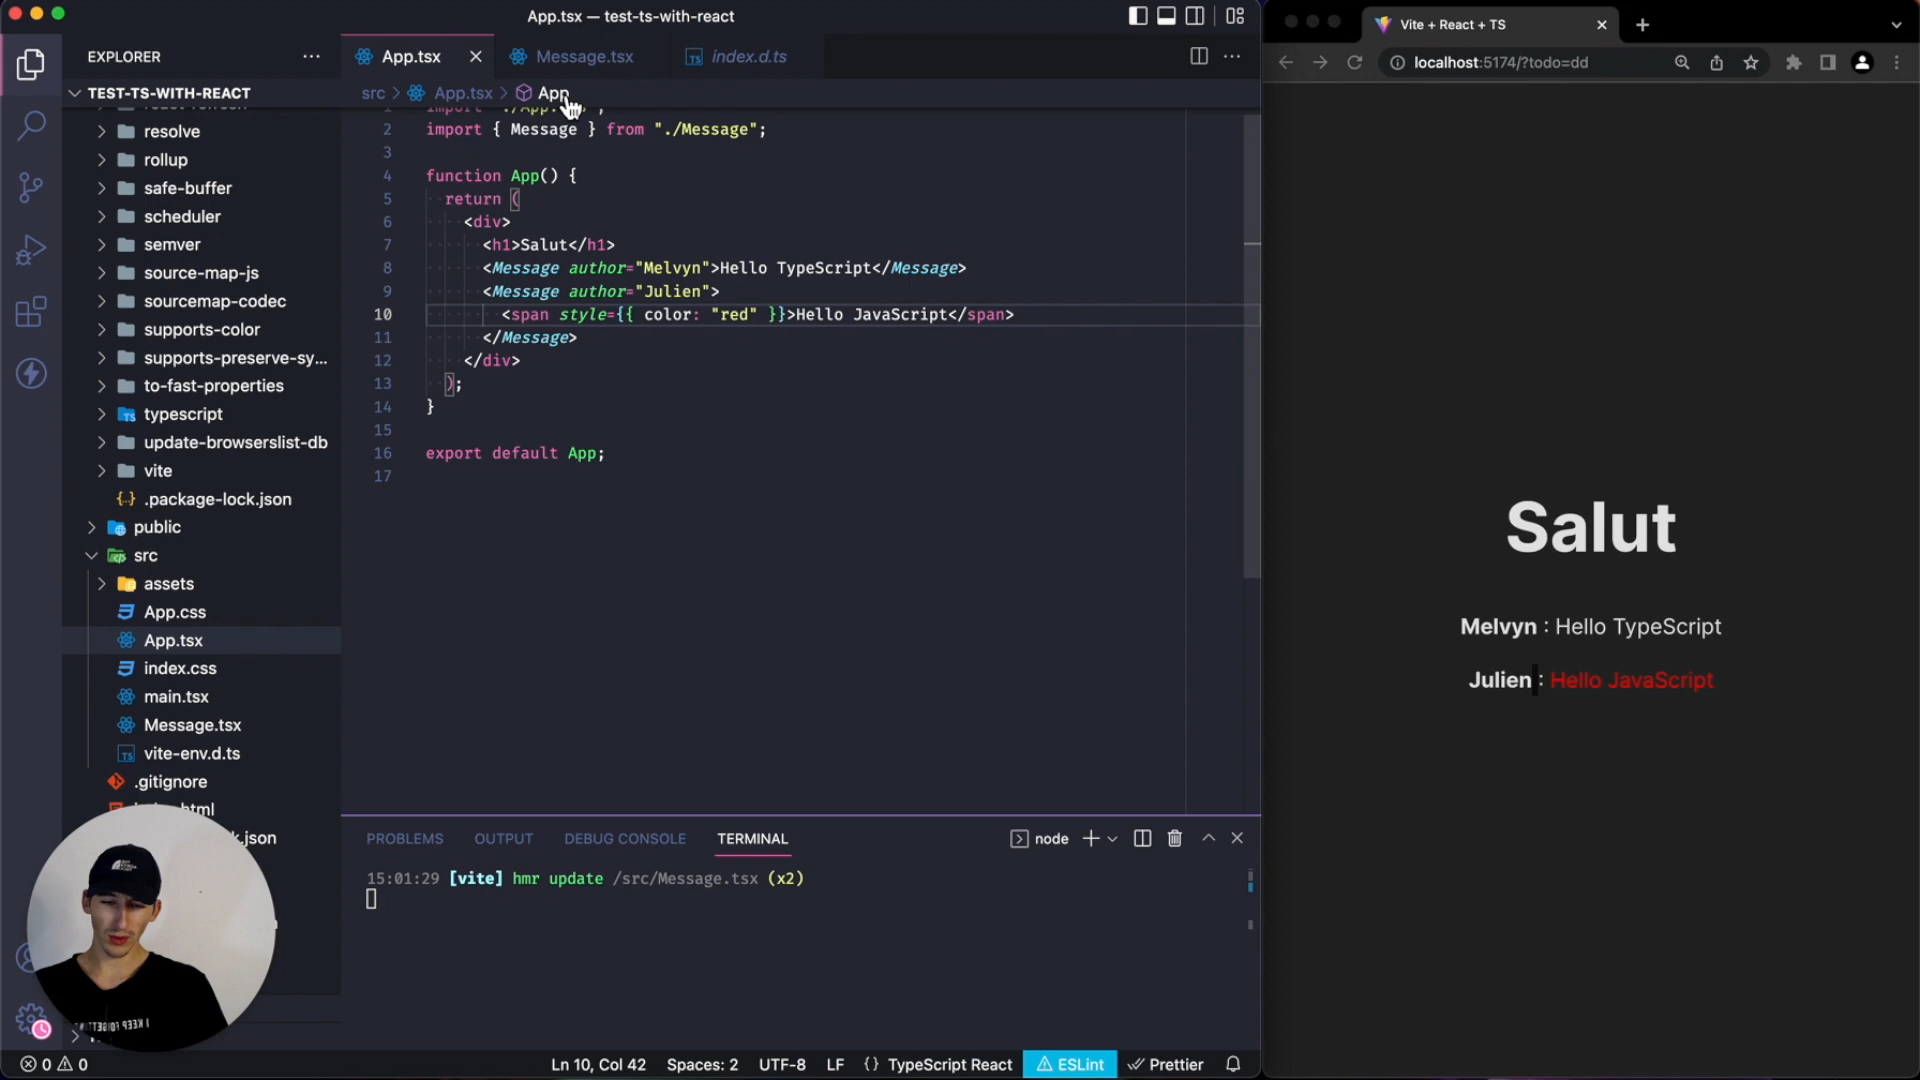 App.tsx — test-ts-with-react
EXPLORER
TEST-TS-WITH-REACT
react-refresh
resolve
rollup
safe-buffer
scheduler
semver
source-map-js
sourcemap-codec
supports-color
supports-preserve-sy...
to-fast-properties
typescript
update-browserslist-db
vite
.package-lock.json
public
src
assets
App.css
App.tsx
index.css
main.tsx
Message.tsx
vite-env.d.ts
.gitignore
App.tsx
Message.tsx
index.d.ts
src > App.tsx > App
1
2 import { Message } from "./Message";
3
4 function App() {
5 return (
6 <div>
7 <h1>Salut</h1>
8 <Message author="Melvyn">Hello TypeScript</Message>
9 <Message author="Julien">
10 <span style={{ color: "red" }}>Hello JavaScript</span>
11 </Message>
12 </div>
13 );
14 }
15
16 export default App;
17
PROBLEMS
OUTPUT
DEBUG CONSOLE
TERMINAL
node
15:01:29 [vite] hmr update /src/Message.tsx (x2)
0 0
Ln 10, Col 42
Spaces: 2
UTF-8
LF
{} TypeScript React
ESLint
Prettier
Vite + React + TS
localhost:5174/?todo=dd
Salut
Melvyn : Hello TypeScript
Julien : Hello JavaScript